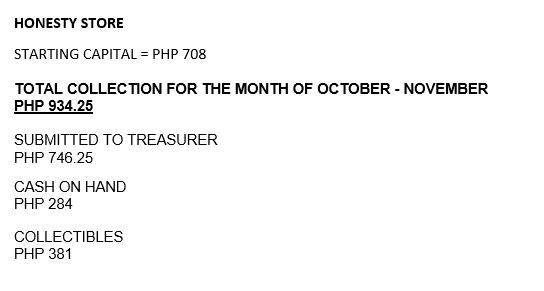 HONESTY STORE
STARTING CAPITAL = PHP 708
TOTAL COLLECTION FOR THE MONTH OF OCTOBER - NOVEMBER
PHP 934.25
SUBMITTED TO TREASURER
PHP 746.25
CASH ON HAND
PHP 284
COLLECTIBLES
PHP 381